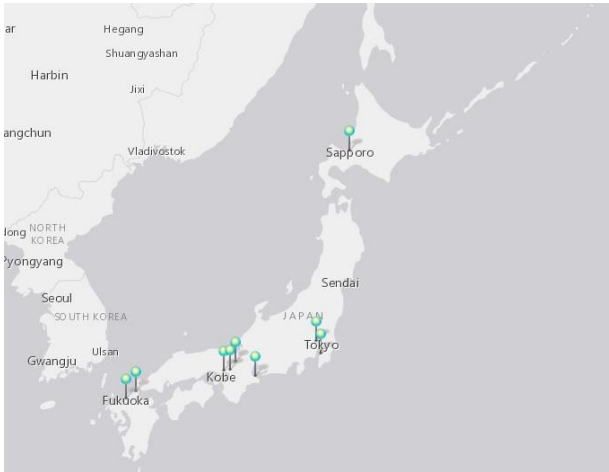 ar
Hegang
Shuangyashan
Harbin
Jixi
angchun
Vladivostok
Sapporo
dong
NORTH
KOREA
Pyongyang
Sendai
Seoul
JAPAN
SOUTH KOREA
Tokyo
Ulsan
Gwangju
Kobe
Fukuoka